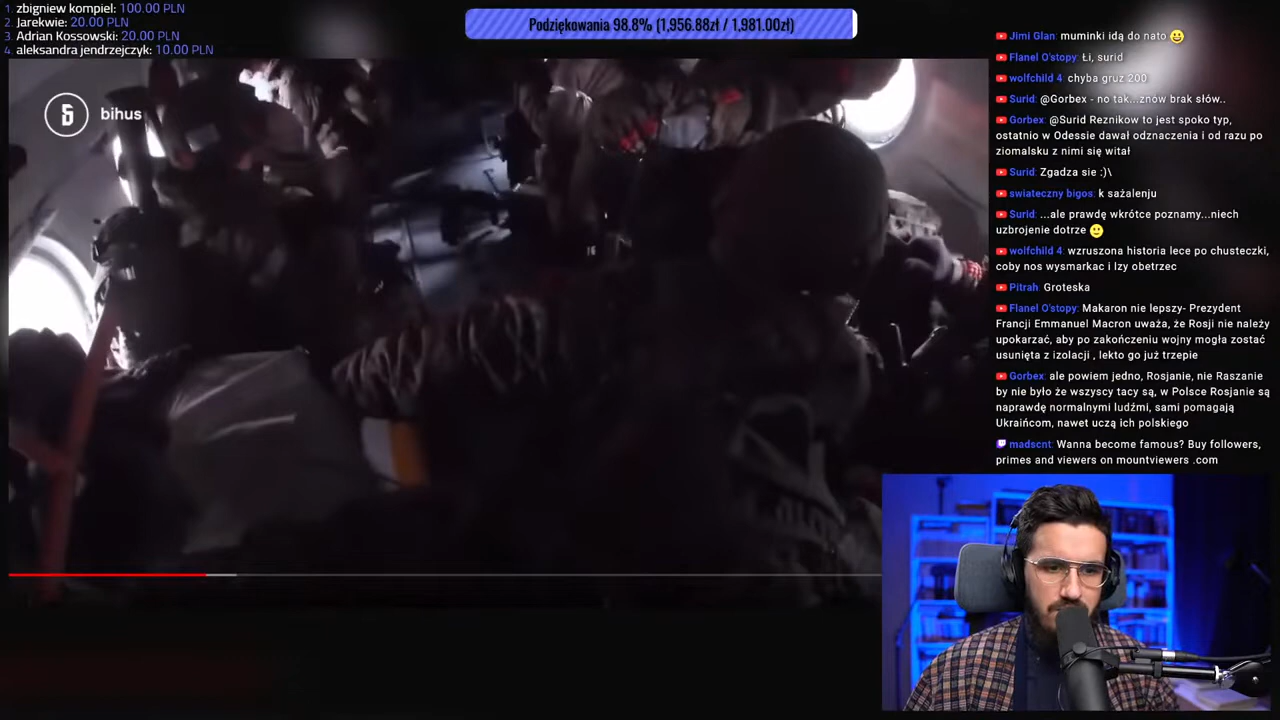 1. zbigniew kompiel: 100.00 PLN
2. Jarekwie: 20.00 PLN
3. Adrian Kossowski: 20.00 PLN
4. aleksandra jendrzejczyk: 10.00 PLN
Podziękowania 98.8% (1,956.88zł / 1,981.00zł)
bihus
Jimi Glan: muminki idą do nato
Flanel O'stopy: Łi, surid
wolfchild 4: chyba gruz 200
Surid: @Gorbex - no tak...znów brak słów..
Gorbex: @Surid Reznikow to jest spoko typ,
ostatnio w Odessie dawał odznaczenia i od razu po
ziomalsku z nimi się witał
Surid: Zgadza sie :)\
swiateczny bigos: k sażalenju
Surid: ...ale prawdę wkrótce poznamy...niech
uzbrojenie dotrze
wolfchild 4: wzruszona historia lece po chusteczki,
coby nos wysmarkac i Izy obetrzec
Pitrah: Groteska
Flanel O'stopy: Makaron nie lepszy- Prezydent
Francji Emmanuel Macron uważa, że Rosji nie należy
upokarzać, aby po zakończeniu wojny mogła zostać
usunięta z izolacji , lekto go już trzepie
Gorbex: ale powiem jedno, Rosjanie, nie Raszanie
by nie było że wszyscy tacy są, w Polsce Rosjanie są
naprawdę normalnymi ludźmi, sami pomagają
Ukraińcom, nawet uczą ich polskiego
madscnt: Wanna become famous? Buy followers,
primes and viewers on mountviewers .com